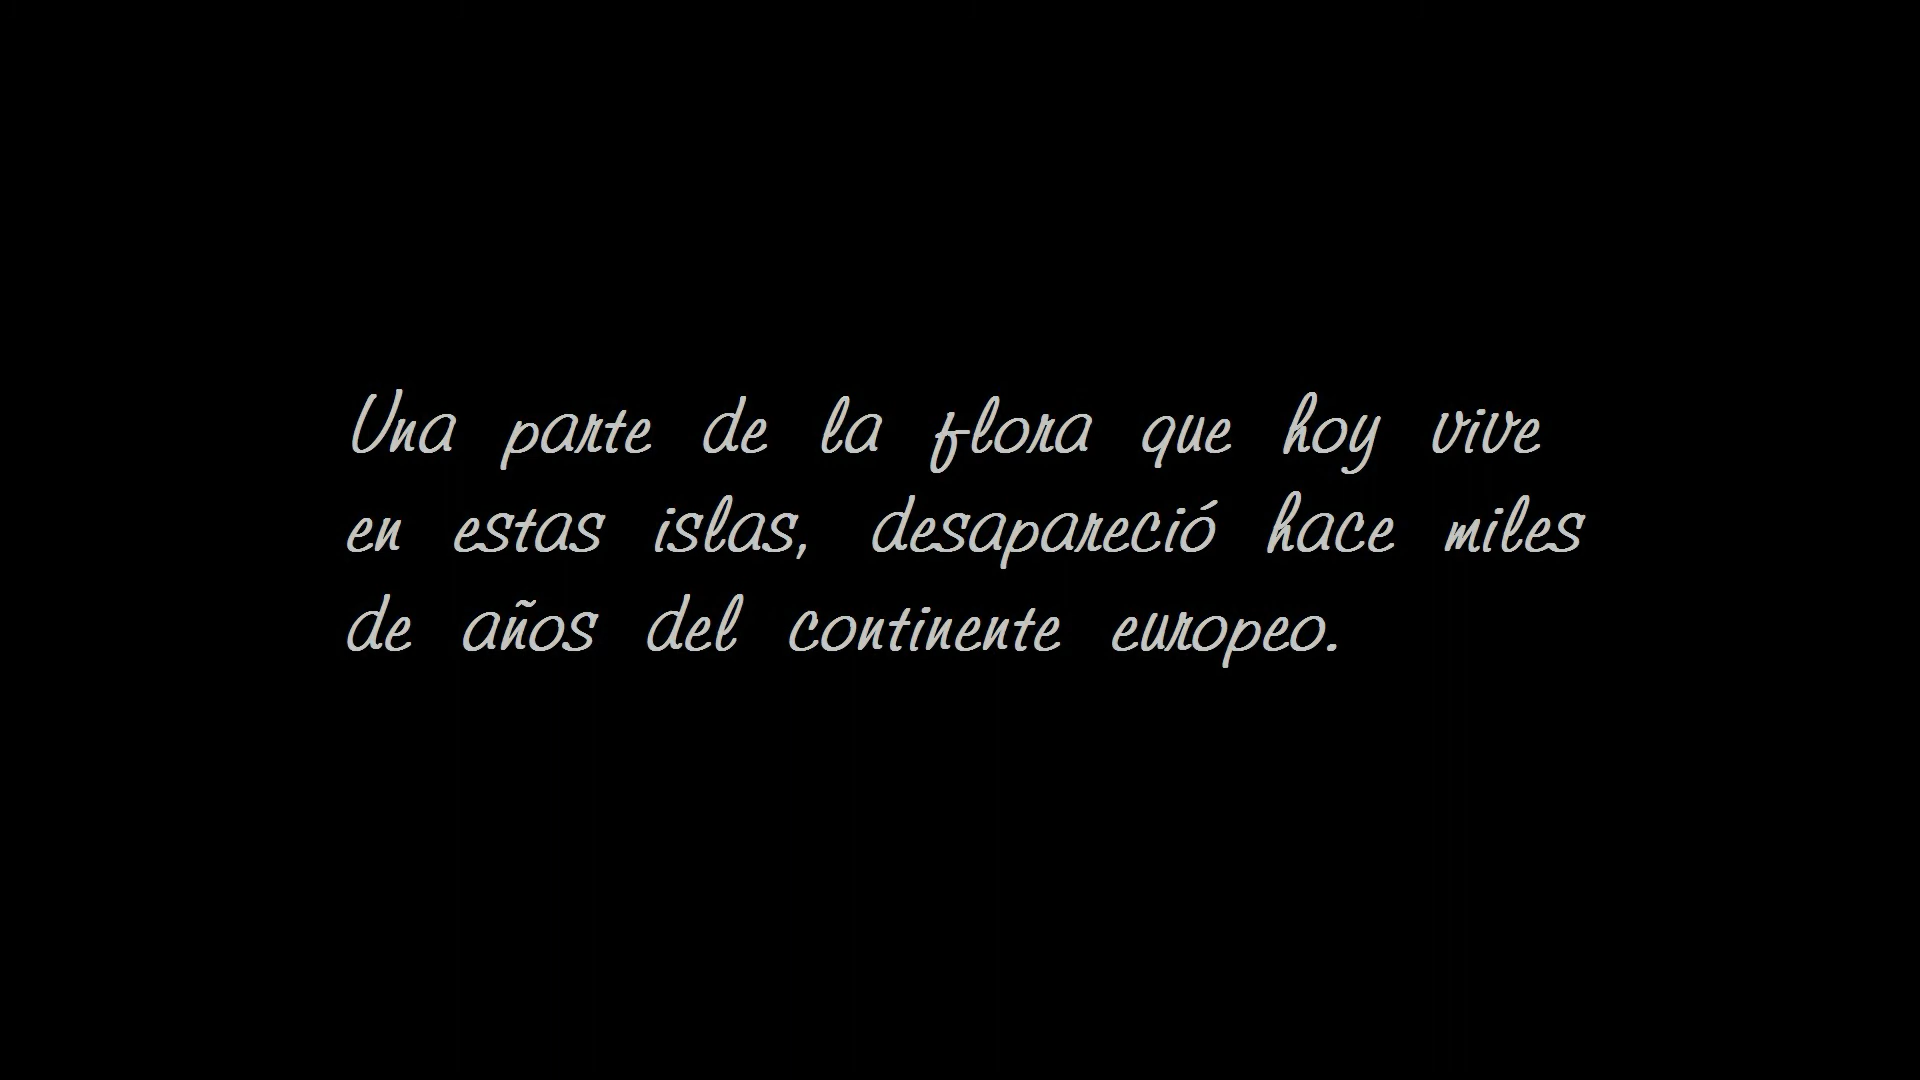 Una parte de la flora que hoy vive
en estas islas, desapareció hace miles
de años del continente europeo.